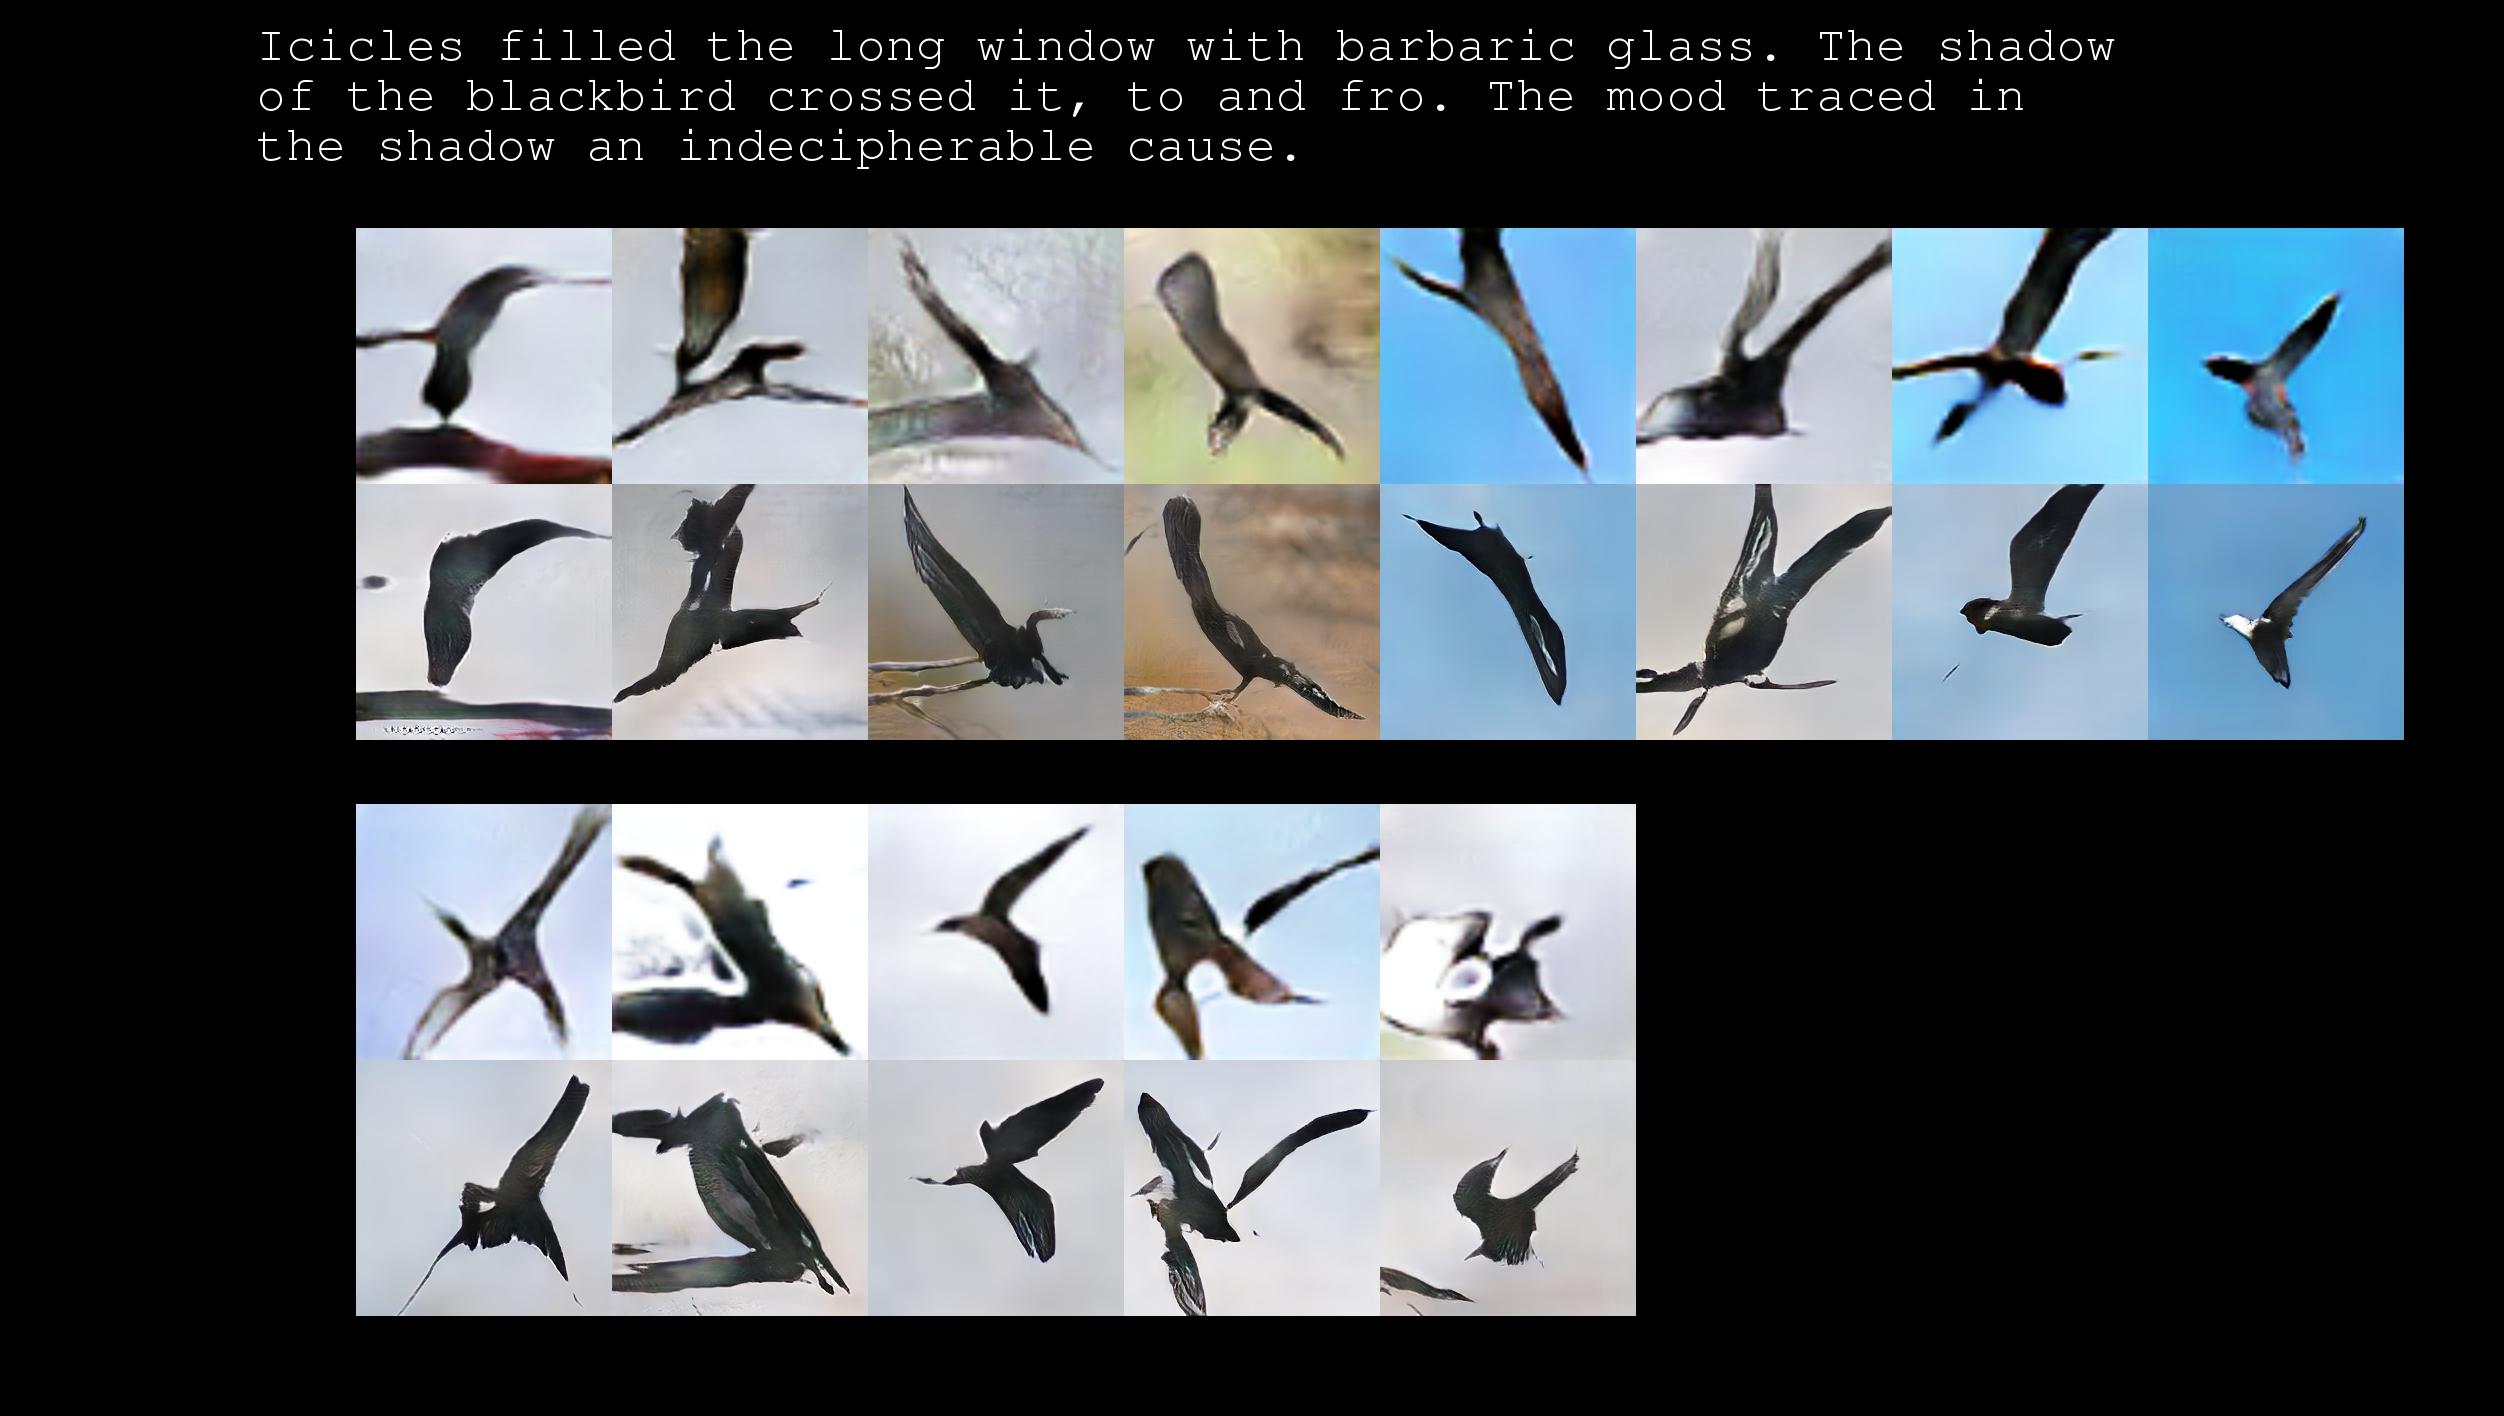 Icicles filled the long window with barbaric glass. The shadow
of the blackbird crossed it, to and fro. The mood traced in
the shadow an indecipherable cause.